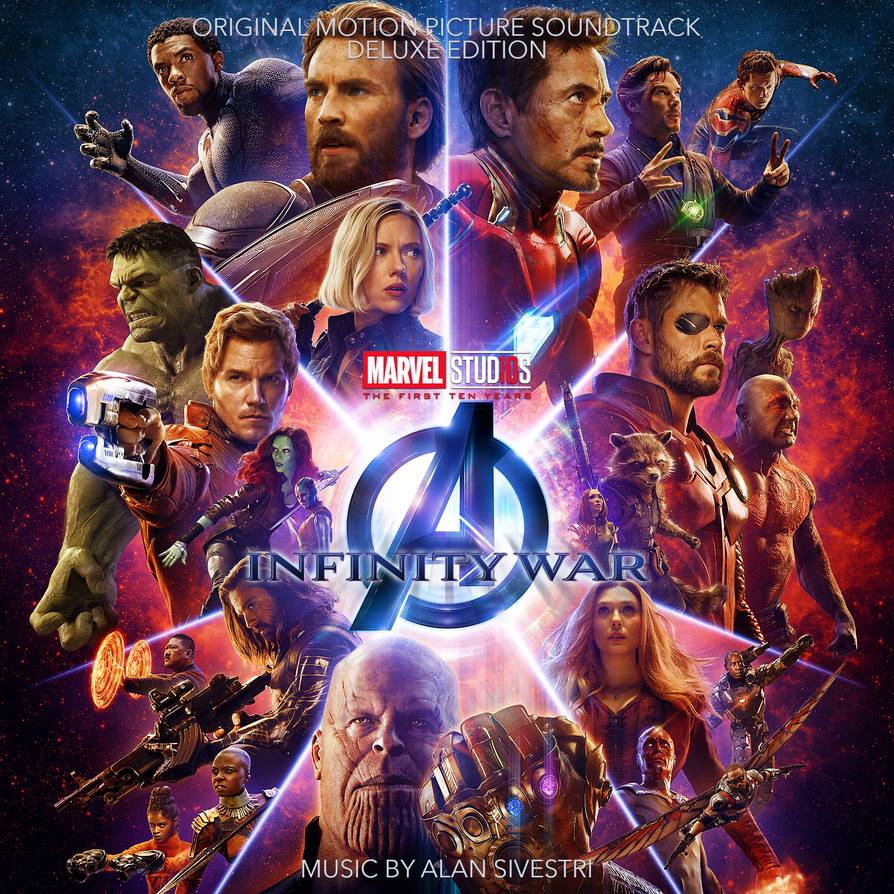 ORIGINAL MOTION PICTURE SOUNDTRACK
DELUXE EDITION
MARVEL STUDIOS
THE FIRST TEN YEARS
INFINITY WAR
MUSIC BY ALAN SIVESTRI